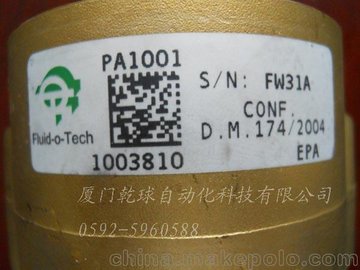 PA1001
Fluid-o-Tech
1003810
S/N: FW31A
CONF.
D.M.174/2004
EPA
厦门乾球自动化科技有限公司
0592-5960588
china.makepolo.com